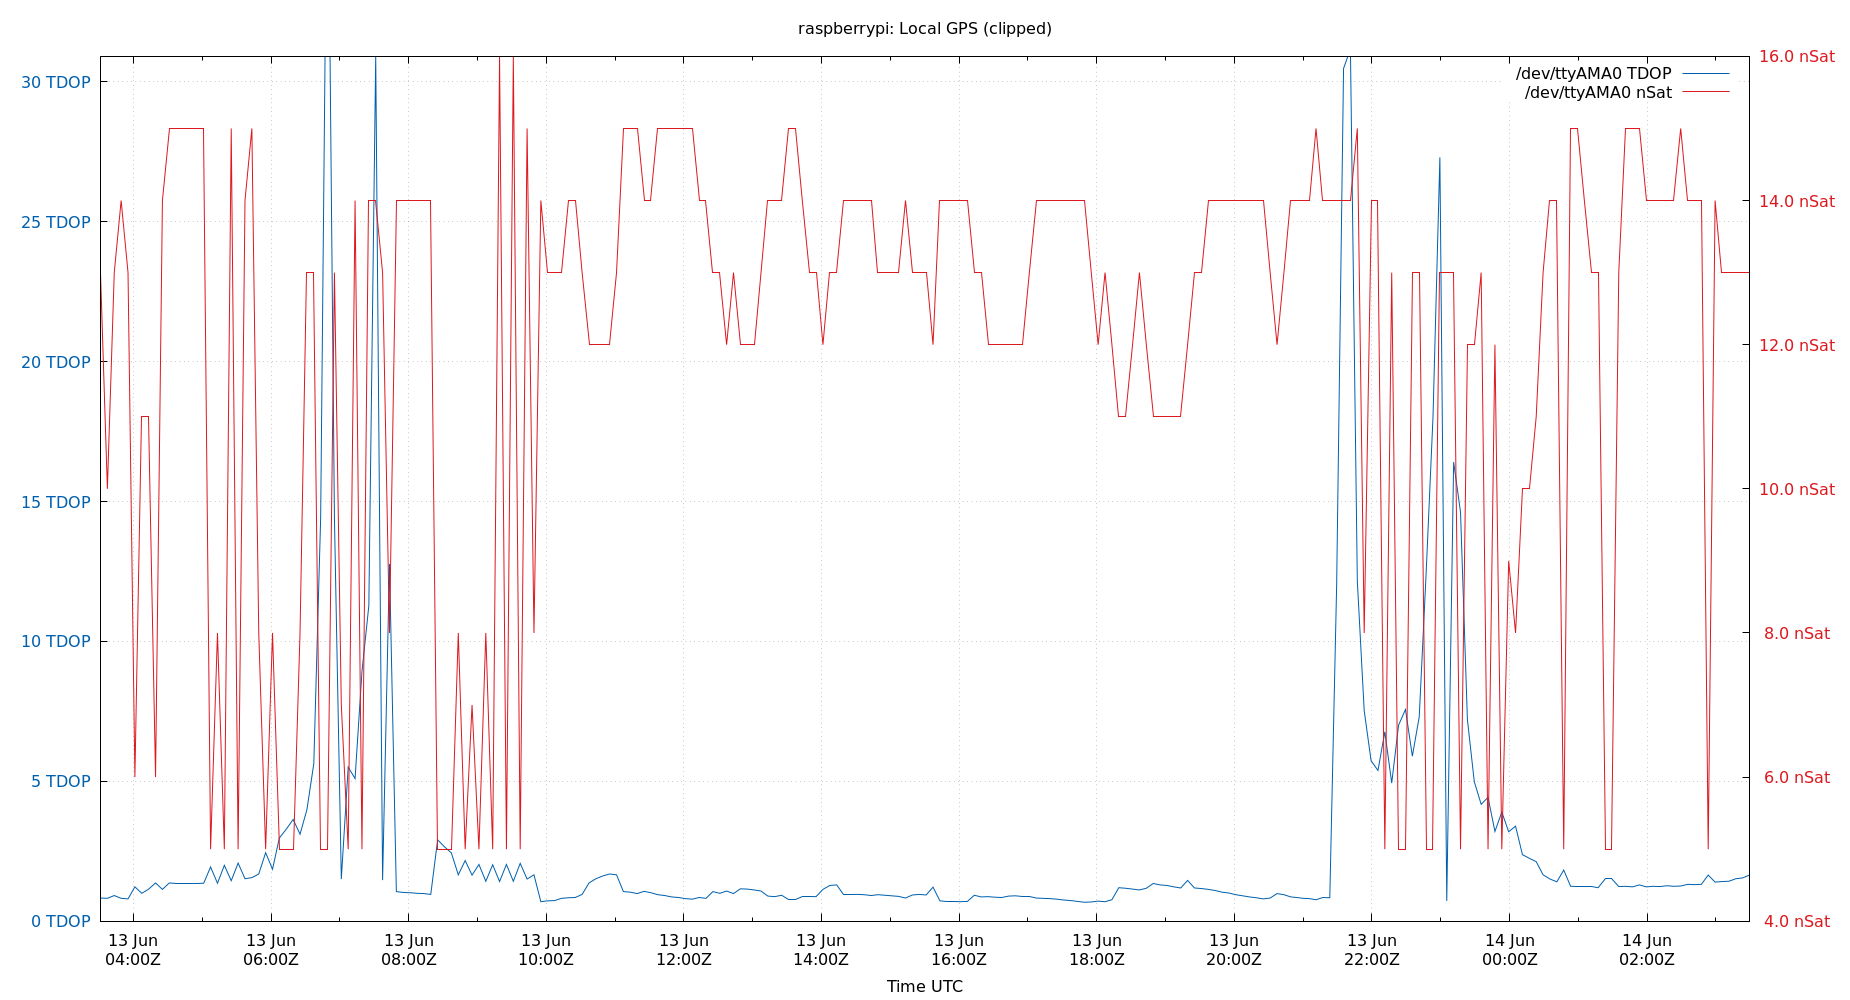 raspberrypi: Local GPS (clipped)
/dev/ttyAMA0 TDOP
/dev/ttyAMA0 nSat
30 TDOP
25 TDOP
20 TDOP
15 TDOP
10 TDOP
5 TDOP
0 TDOP
16.0 nSat
14.0 nSat
12.0 nSat
10.0 nSat
8.0 nSat
6.0 nSat
4.0 nSat
13 Jun
04:00Z
13 Jun
06:00Z
13 Jun
08:00Z
13 Jun
10:00Z
13 Jun
12:00Z
13 Jun
14:00Z
13 Jun
16:00Z
13 Jun
18:00Z
13 Jun
20:00Z
13 Jun
22:00Z
14 Jun
00:00Z
14 Jun
02:00Z
Time UTC